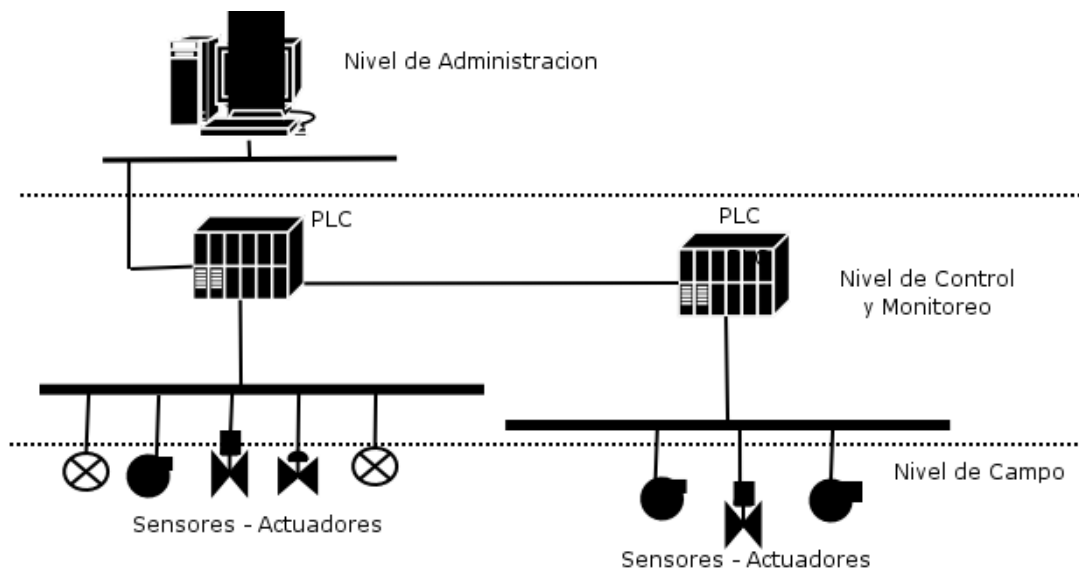 Nivel de Administracion
PLC
PLC
Nivel de Control
y Monitoreo
Nivel de Campo
Sensores - Actuadores
Sensores - Actuadores